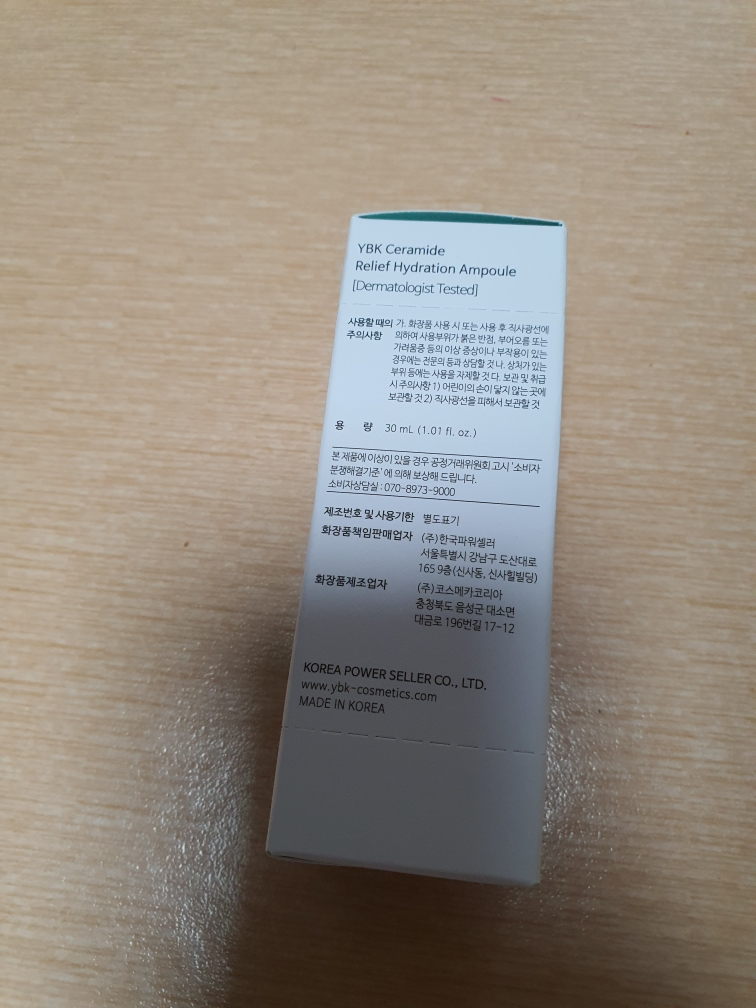 YBK Ceramide
Relief Hydration Ampoule
[Dermatologist Tested]
사용할 때의 가. 화장품 사용 시 또는 사용 후 직사광선에
주의사항 의하여 사용부위가 붉은 반점, 부어오름 또는
가려움증 등의 이상 증상이나 부작용이 있는
경우에는 전문의 등과 상담할 것 나. 상처가 있는
부위 등에는 사용을 자제할 것 다. 보관 및 취급
시 주의사항 1) 어린이의 손이 닿지 않는 곳에
보관할 것 2) 직사광선을 피해서 보관할 것
용 량 30 mL (1.01 fl. oz.)
본 제품에 이상이 있을 경우 공정거래위원회 고시 '소비자
분쟁해결기준' 에 의해 보상해 드립니다.
소비자상담실 : 070-8973-9000
제조번호 및 사용기한 별도표기
화장품책임판매업자 (주)한국파워셀러
서울특별시 강남구 도산대로
165 9층(신사동, 신사힐빌딩)
화장품제조업자 (주)코스메카코리아
충청북도 음성군 대소면
대금로 196번길 17-12
KOREA POWER SELLER CO., LTD.
www.ybk-cosmetics.com
MADE IN KOREA